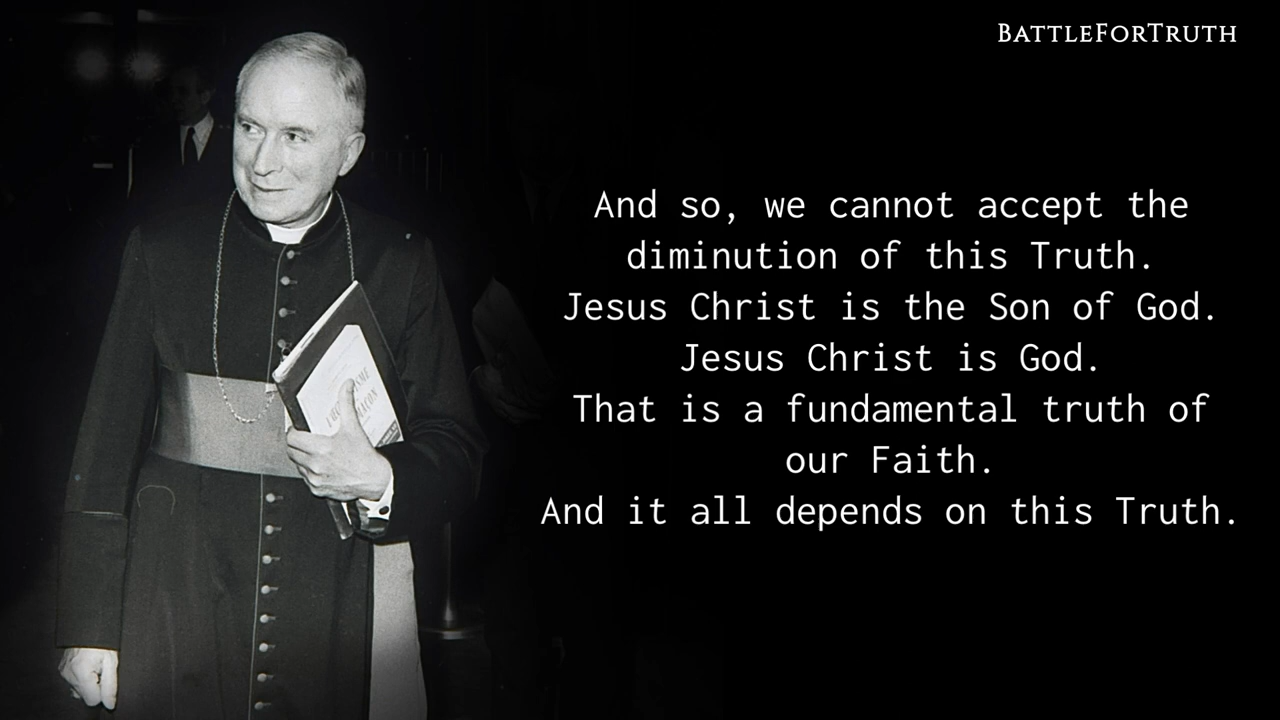 BATTLEFORTRUTH
And so, we cannot accept the
diminution of this Truth.
Jesus Christ is the Son of God.
Jesus Christ is God.
That is a fundamental truth of
our Faith.
And it all depends on this Truth.